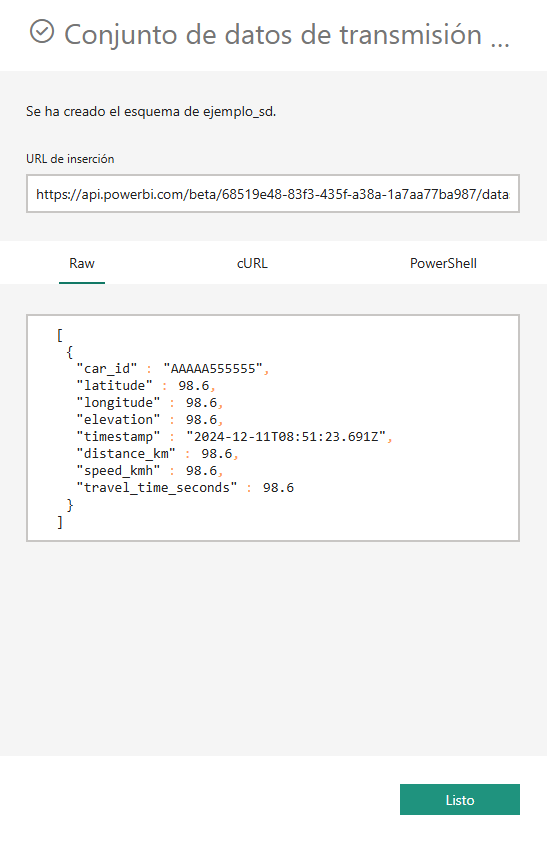 Conjunto de datos de transmisión ...
Se ha creado el esquema de ejemplo_sd.
URL de inserción
https://api.powerbi.com/beta/68519e48-83f3-435f-a38a-1a7aa77ba987/data
Raw cURL PowerShell
[
{
"car_id" : "AAAAA555555",
"latitude" : 98.6,
"longitude" : 98.6,
"elevation" : 98.6,
"timestamp" : "2024-12-11T08:51:23.691Z",
"distance_km" : 98.6,
"speed_kmh" : 98.6,
"travel_time_seconds" : 98.6
}
]
Listo